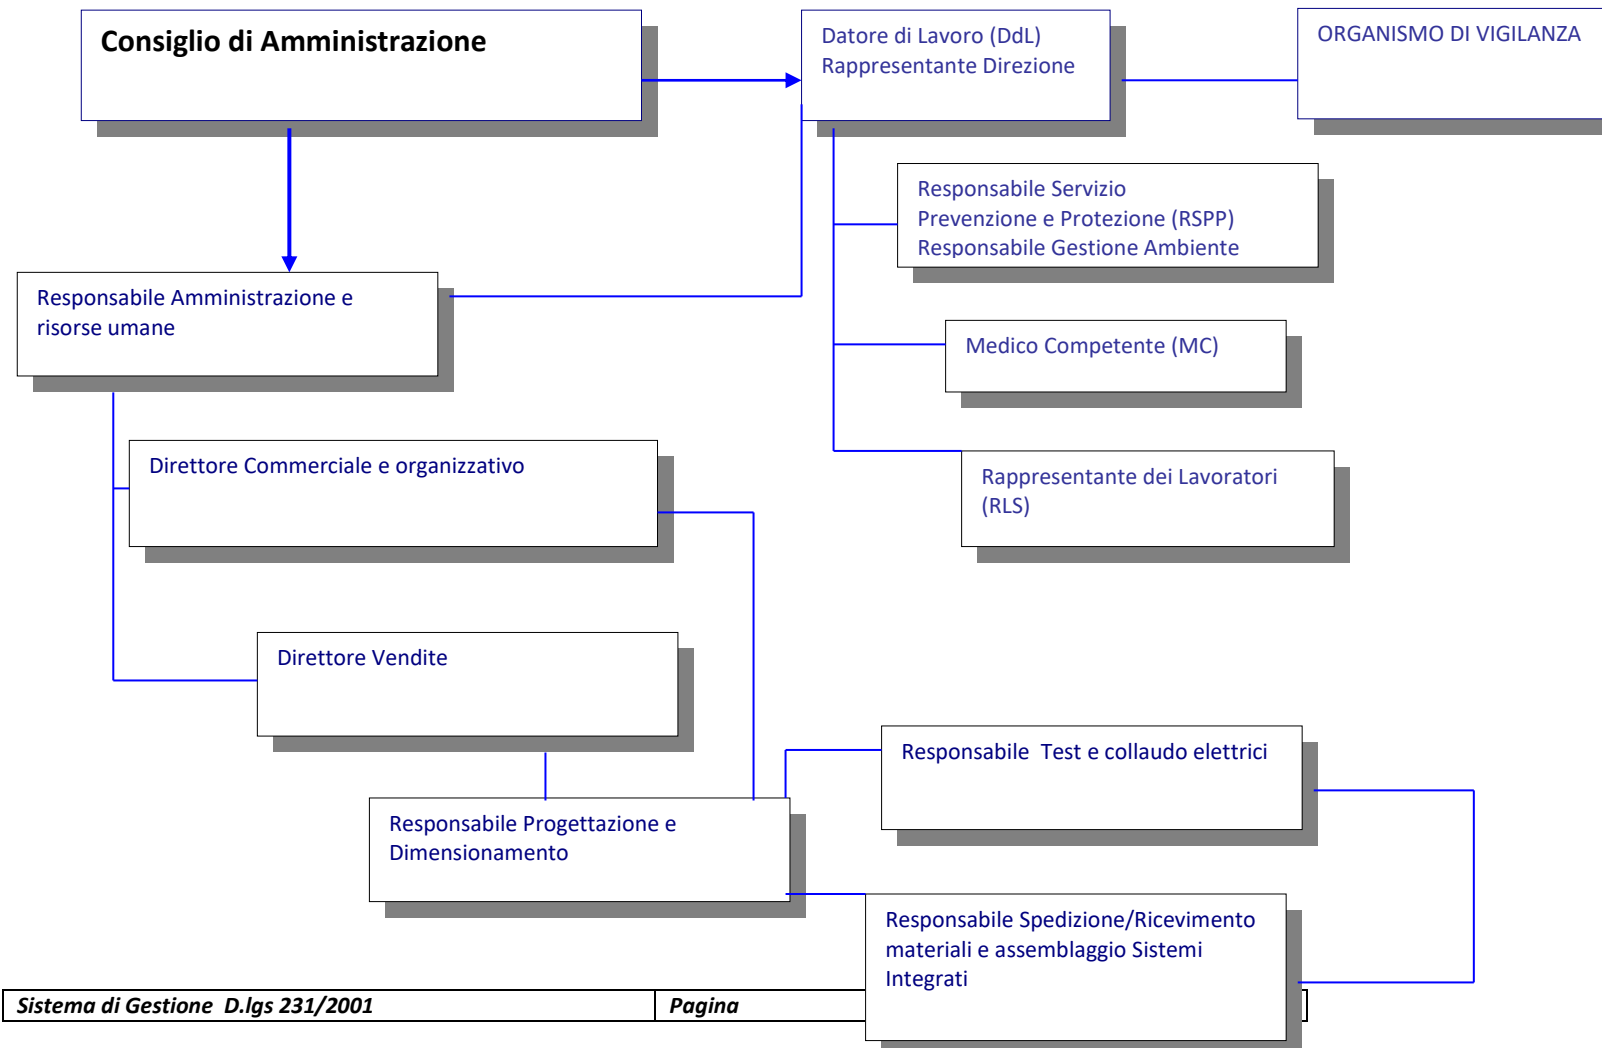 Consiglio di Amministrazione
Datore di Lavoro (DdL)
Rappresentante Direzione
ORGANISMO DI VIGILANZA
Responsabile Servizio
Prevenzione e Protezione (RSPP)
Responsabile Gestione Ambiente
Responsabile Amministrazione e
risorse umane
Medico Competente (MC)
Direttore Commerciale e organizzativo
Rappresentante dei Lavoratori
(RLS)
Direttore Vendite
Responsabile Test e collaudo elettrici
Responsabile Progettazione e
Dimensionamento
Responsabile Spedizione/Ricevimento
materiali e assemblaggio Sistemi
Integrati
Sistema di Gestione D.lgs 231/2001
Pagina